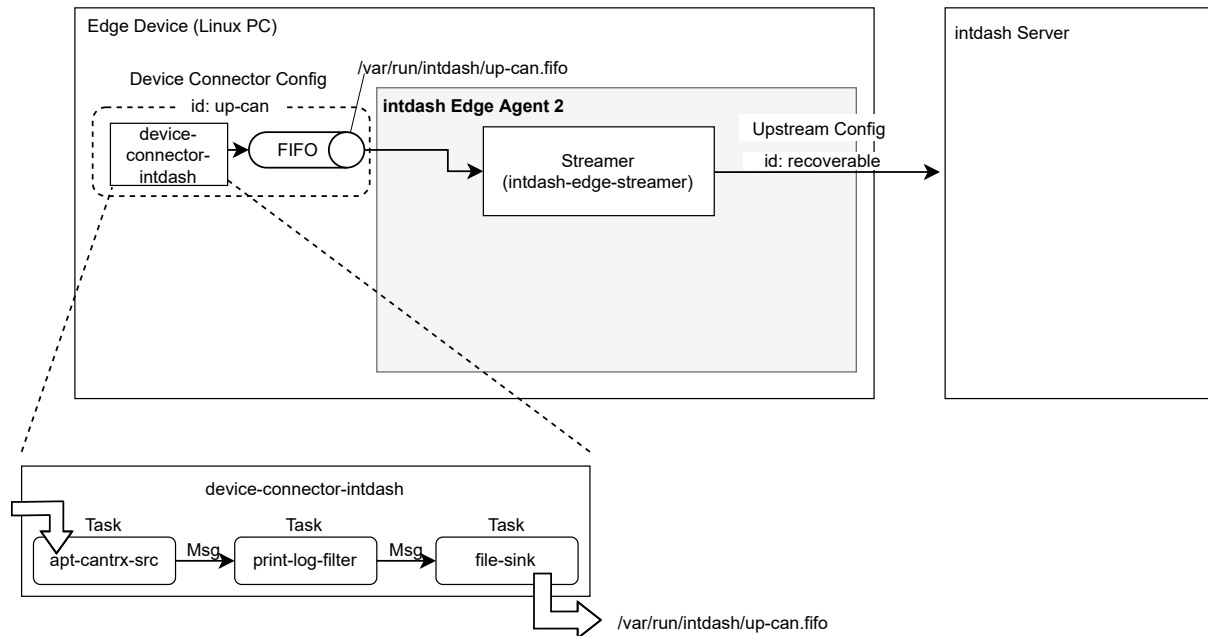 Edge Device (Linux PC)
intdash Server
Device Connector Config
/var/run/intdash/up-can.fifo
id: up-can
device-
connector-
intdash
FIFO
intdash Edge Agent 2
Streamer
(intdash-edge-streamer)
Upstream Config
id: recoverable
device-connector-intdash
Task
Task
Task
apt-cantrx-src
Msg
print-log-filter
Msg
file-sink
/var/run/intdash/up-can.fifo